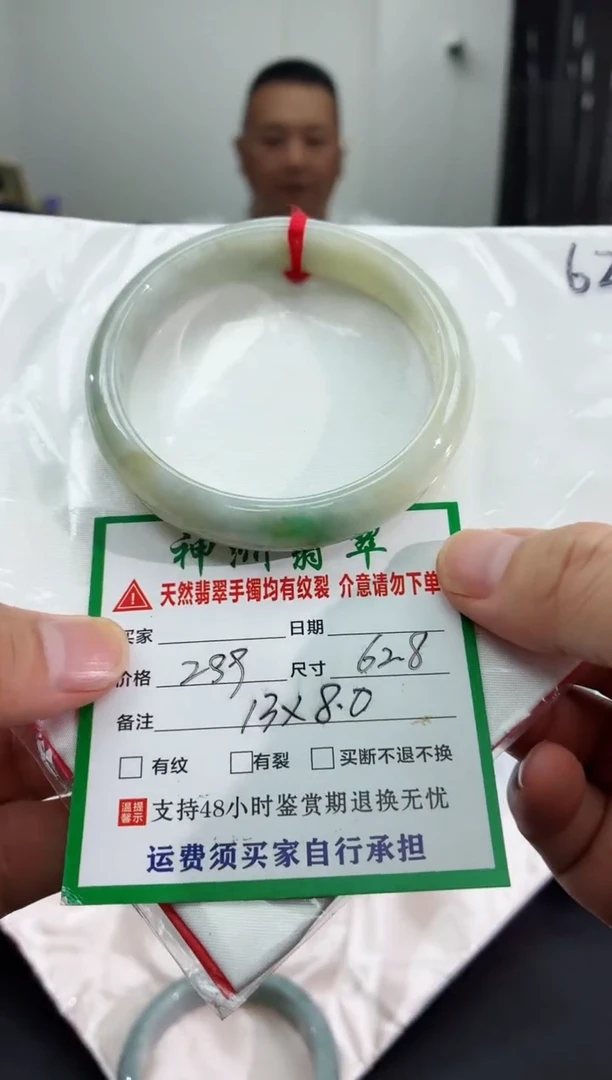 62
神洲翡翠
天然翡翠手镯均有纹裂 介意请勿下单
买家 日期
价格 299 尺寸 62.8
备注 13X8.0
□ 有纹 □ 有裂 □ 买断不退不换
温馨提示 支持48小时鉴赏期退换无忧
运费须买家自行承担